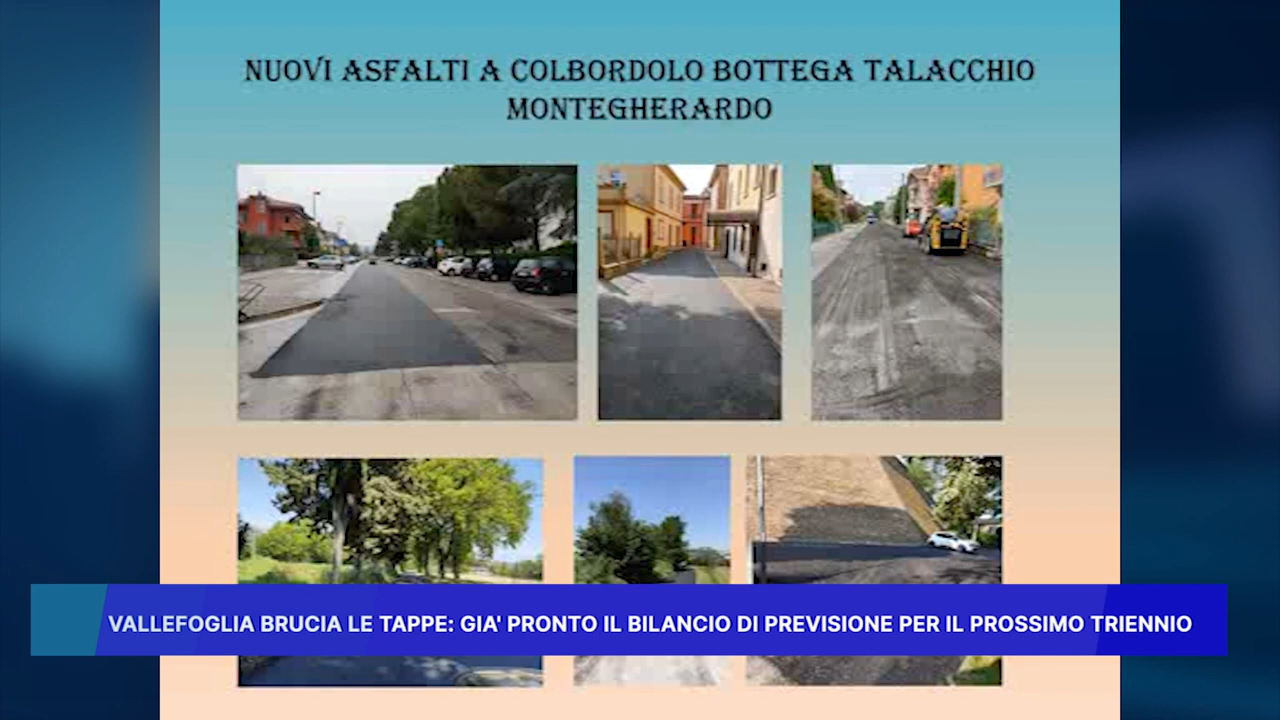 NUOVI ASFALTI A COLBORDOLO BOTTEGA TALACCHIO
MONTEGHERARDO
VALLEFOGLIA BRUCIA LE TAPPE: GIA' PRONTO IL BILANCIO DI PREVISIONE PER IL PROSSIMO TRIENNIO